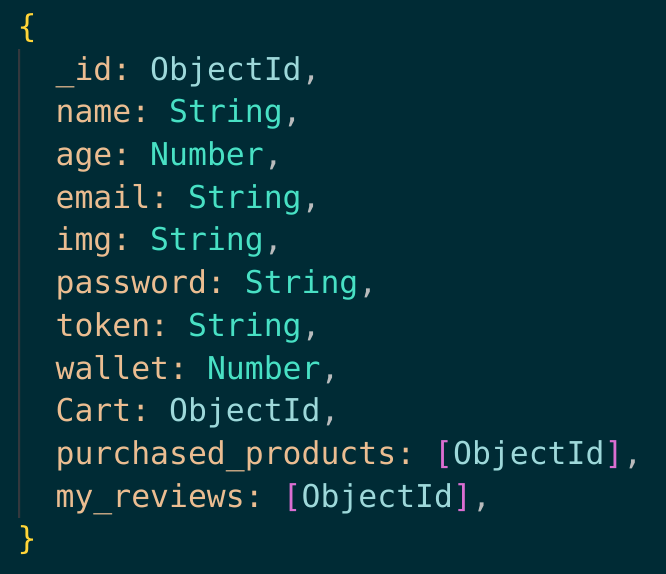 {
_id: ObjectId,
name: String,
age: Number,
email: String,
img: String,
password: String,
token: String,
wallet: Number,
Cart: ObjectId,
purchased_products: [ObjectId],
my_reviews: [ObjectId],
}